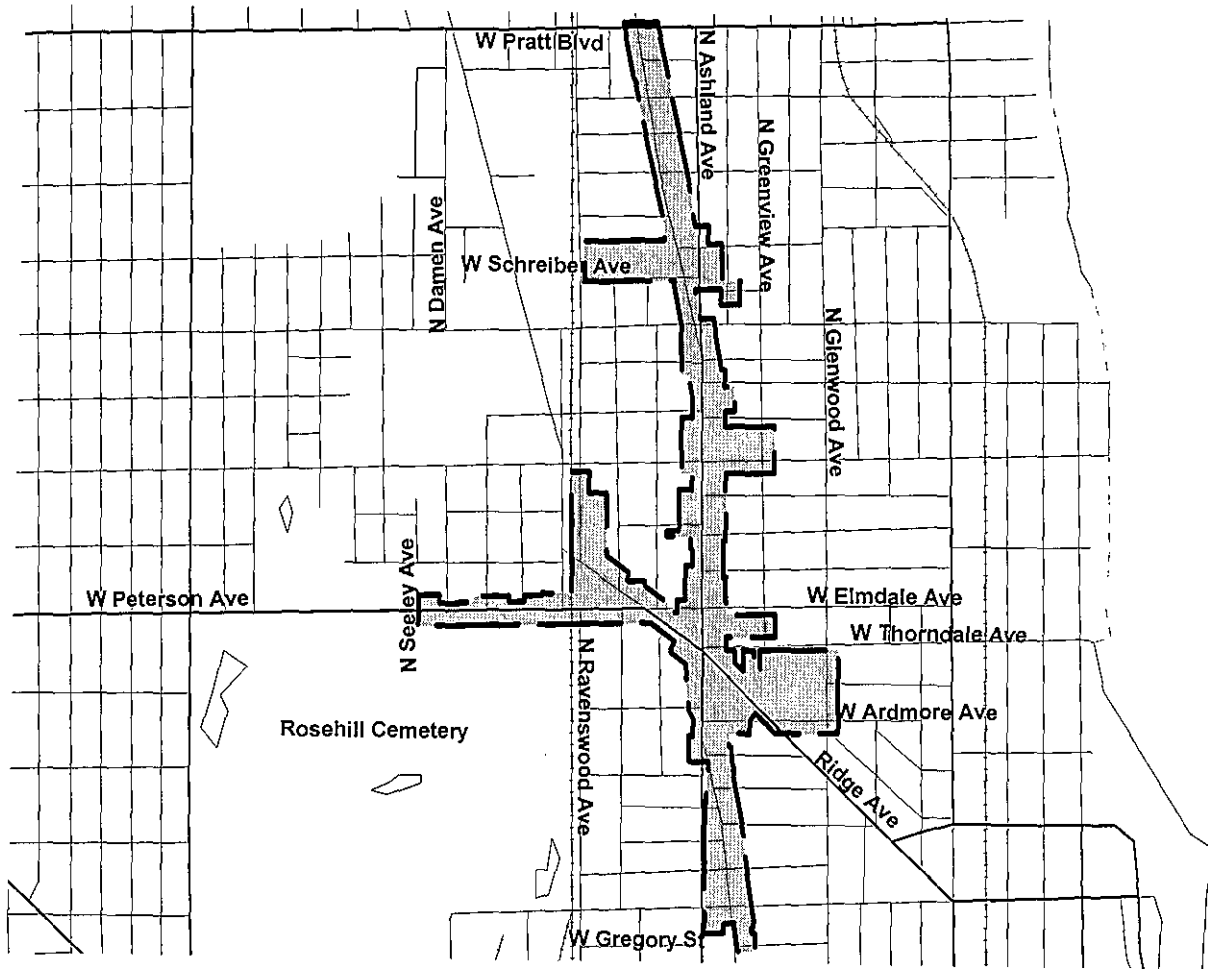 W Pratt Blvd
N Ashland Ave
N Greenview Ave
N Damen Ave
W Schreiber Ave
N Glenwood Ave
W Peterson Ave
N Seeley Ave
W Elmdale Ave
W Thorndale Ave
N Ravenswood Ave
W Ardmore Ave
Rosehill Cemetery
Ridge Ave
W Gregory St